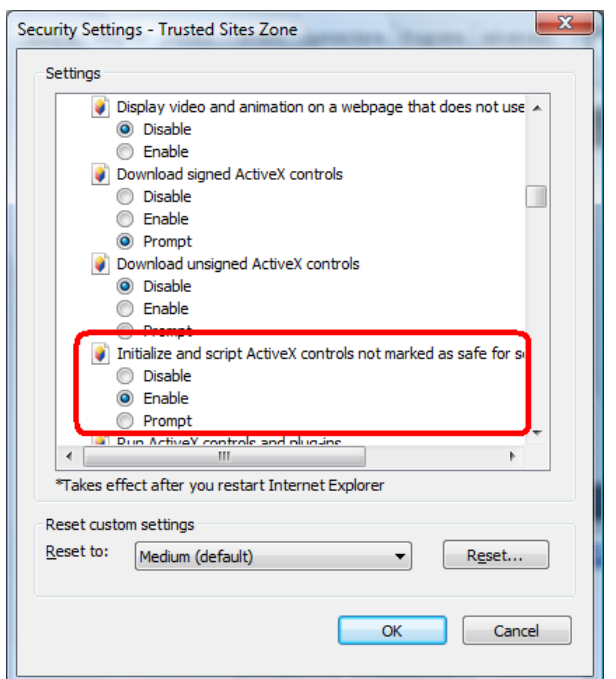 Security Settings - Trusted Sites Zone
Settings
Display video and animation on a webpage that does not use
Disable
Enable
Download signed ActiveX controls
Disable
Enable
Prompt
Download unsigned ActiveX controls
Disable
Enable
Prompt
Initialize and script ActiveX controls not marked as safe for s
Disable
Enable
Prompt
Run ActiveX controls and plug-ins
*Takes effect after you restart Internet Explorer
Reset custom settings
Reset to: Medium (default) Reset...
OK Cancel